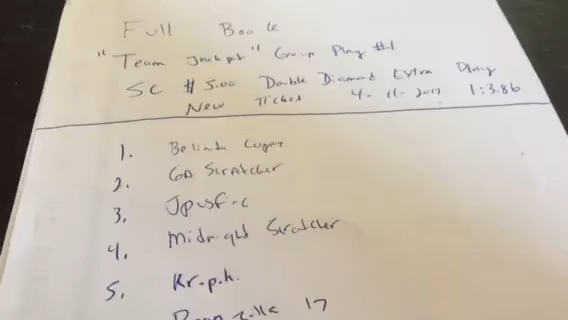 Full Book
"Team Jackpot" Group Play #1
SC $5.00 Double Diamond Extra Play
New Ticket 4-11-2017 1:3.86
1. Belinda Lopez
2. GA Scratcher
3. Jpusf-c
4. Midnight Scratcher
5. Kr.p.h.
17